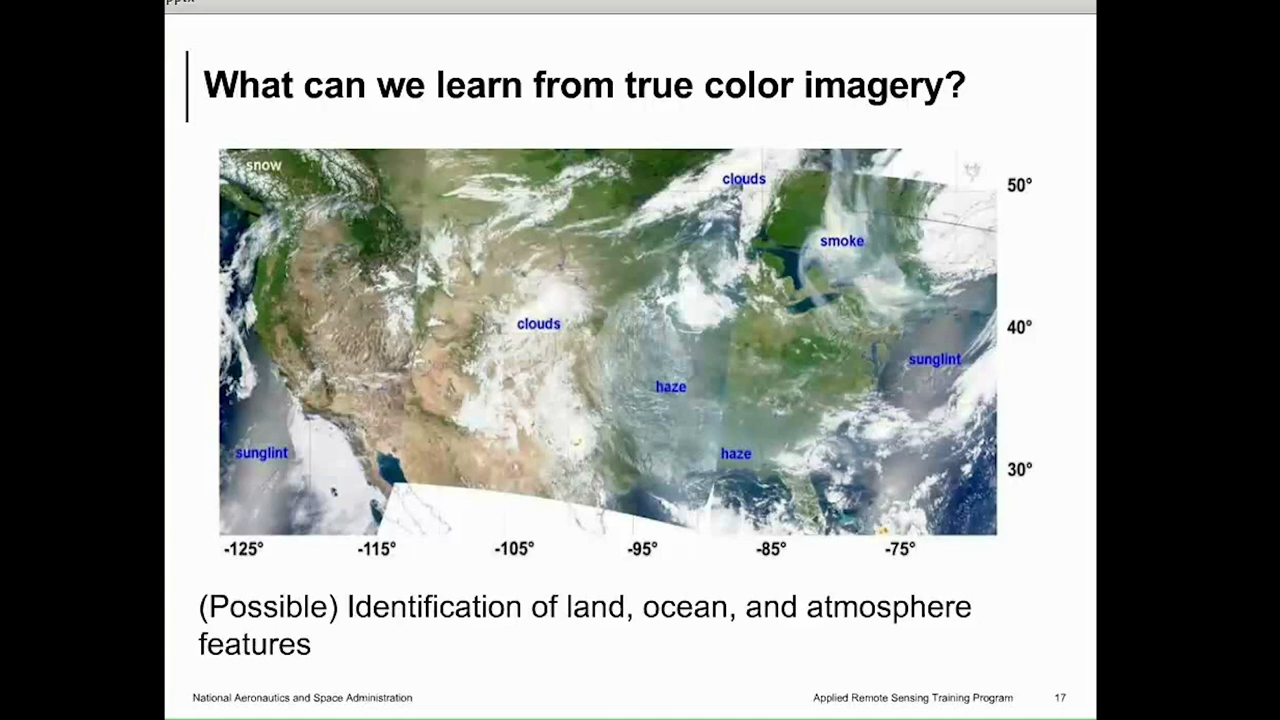 What can we learn from true color imagery?
snow
clouds
50°
smoke
clouds
40°
sunglint
haze
sunglint
haze
30°
-125° -115° -105° -95° -85° -75°
(Possible) Identification of land, ocean, and atmosphere
features
National Aeronautics and Space Administration
Applied Remote Sensing Training Program
17